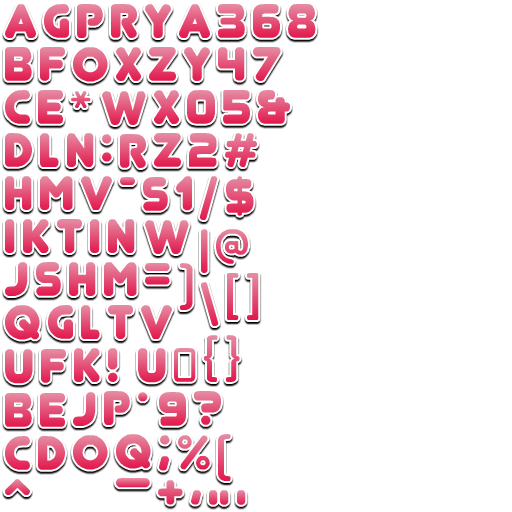 AGPRYA368
BFOXZY47
CE*WX05&
DLN:RZ2#
HMV¯S1/$
IKTINW|@
JSHM=)\[]
QGLTV
UFK!U▯{}
BEJP'9?
CDOQ;%(
^_+,"'